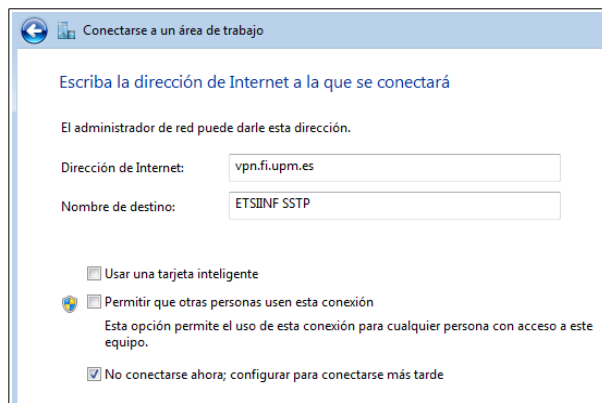 Conectarse a un área de trabajo
Escriba la dirección de Internet a la que se conectará
El administrador de red puede darle esta dirección.
Dirección de Internet: vpn.fi.upm.es
Nombre de destino: ETSIINF SSTP
Usar una tarjeta inteligente
Permitir que otras personas usen esta conexión
Esta opción permite el uso de esta conexión para cualquier persona con acceso a este
equipo.
No conectarse ahora; configurar para conectarse más tarde